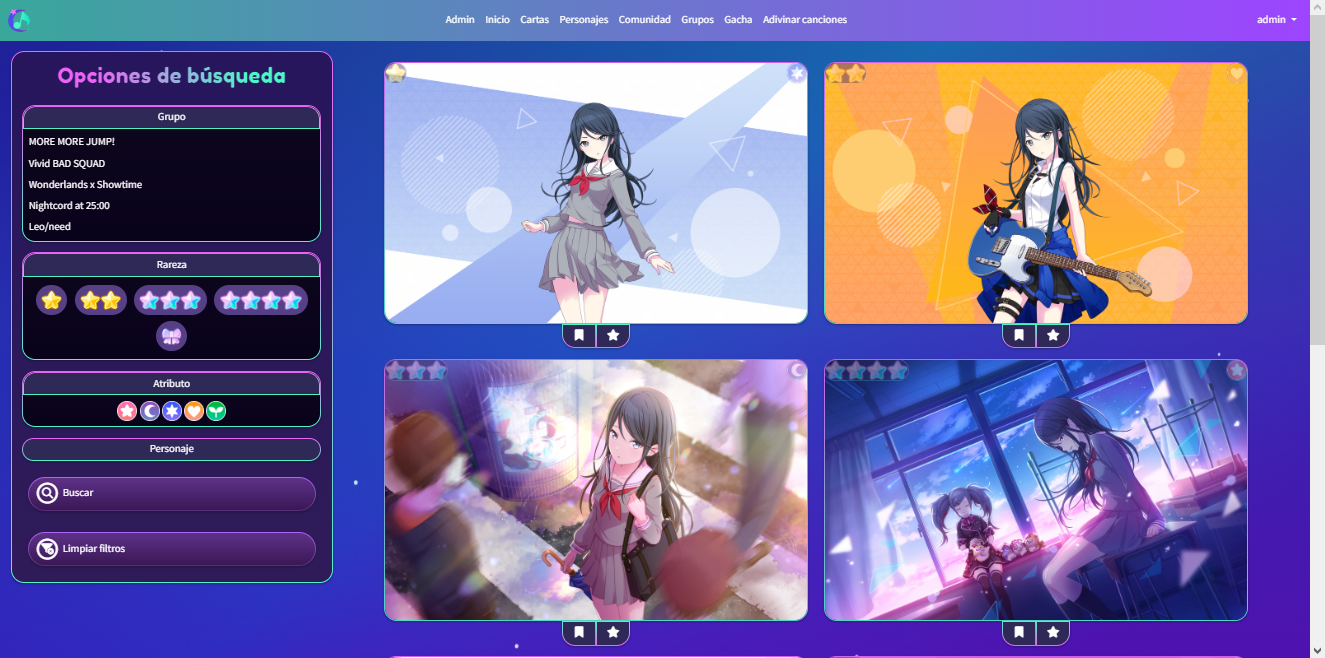 Admin Inicio Cartas Personajes Comunidad Grupos Gacha Adivinar canciones admin
Opciones de búsqueda
Grupo
MORE MORE JUMP!
Vivid BAD SQUAD
Wonderlands x Showtime
Nightcord at 25:00
Leo/need
Rareza
Atributo
Personaje
Buscar
Limpiar filtros